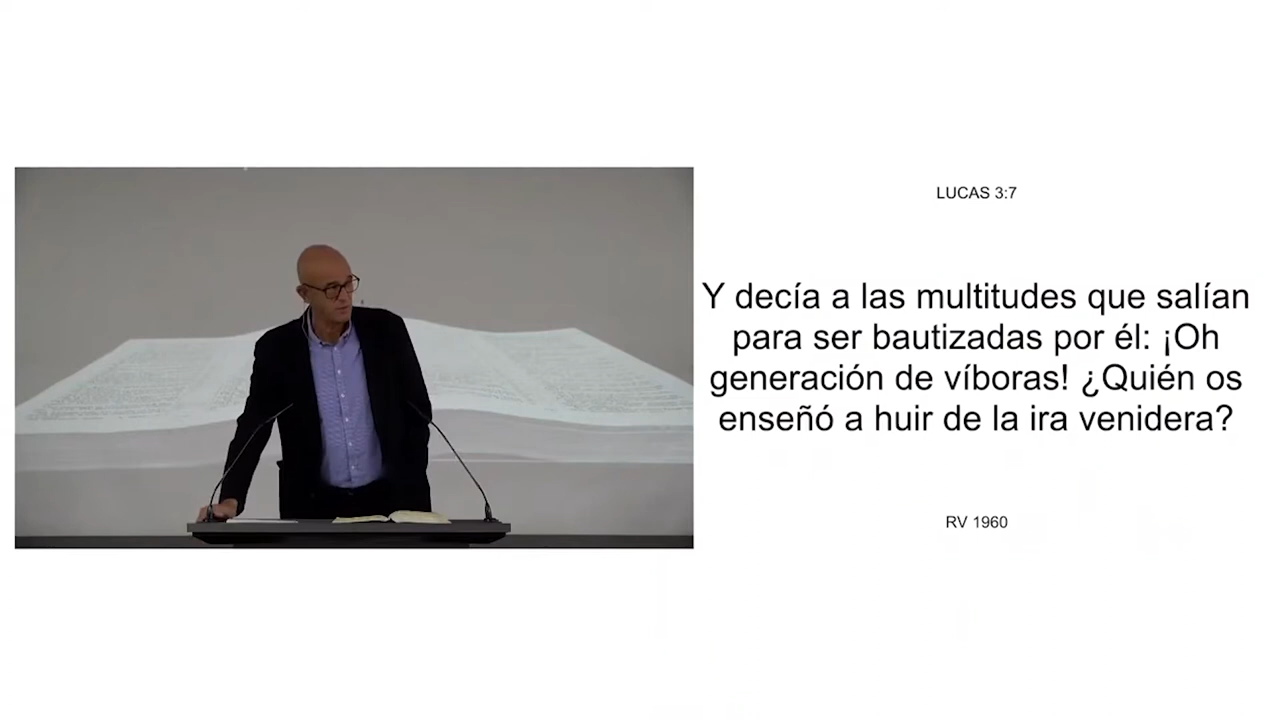 LUCAS 3:7
Y decía a las multitudes que salían
para ser bautizadas por él: ¡Oh
generación de víboras! ¿Quién os
enseñó a huir de la ira venidera?
RV 1960